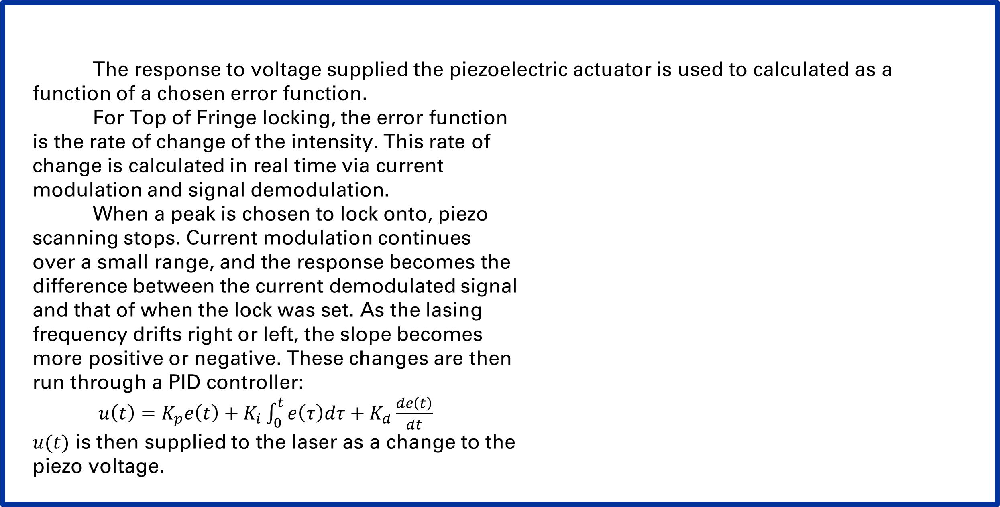 The response to voltage supplied the piezoelectric actuator is used to calculated as a
function of a chosen error function.
For Top of Fringe locking, the error function
is the rate of change of the intensity. This rate of
change is calculated in real time via current
modulation and signal demodulation.
When a peak is chosen to lock onto, piezo
scanning stops. Current modulation continues
over a small range, and the response becomes the
difference between the current demodulated signal
and that of when the lock was set. As the lasing
frequency drifts right or left, the slope becomes
more positive or negative. These changes are then
run through a PID controller:
u(t) = K_p e(t) + K_i ∫_0^t e(τ)dτ + K_d de(t)/dt
u(t) is then supplied to the laser as a change to the
piezo voltage.